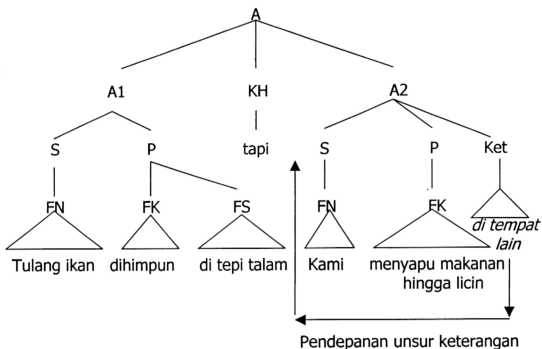 A
A1 KH A2
S P tapi S P Ket
FN FK FS FN FK
di tempat
lain
Tulang ikan dihimpun di tepi talam Kami menyapu makanan
hingga licin
Pendepanan unsur keterangan